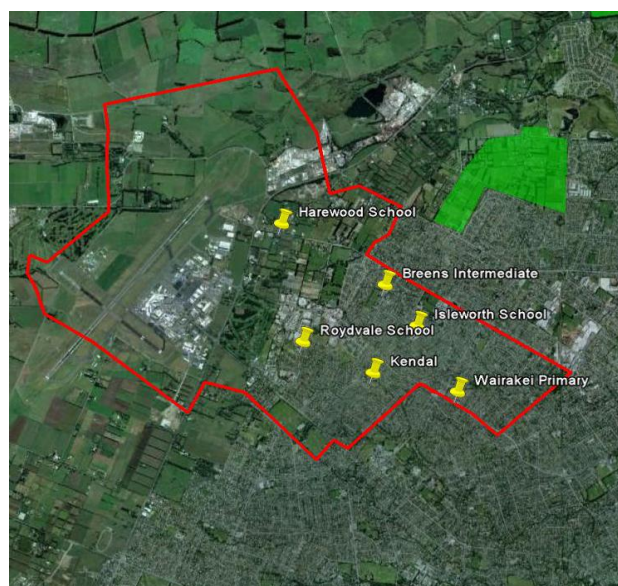 Harewood School
Breens Intermediate
Isleworth School
Roydvale School
Kendal
Wairakei Primary